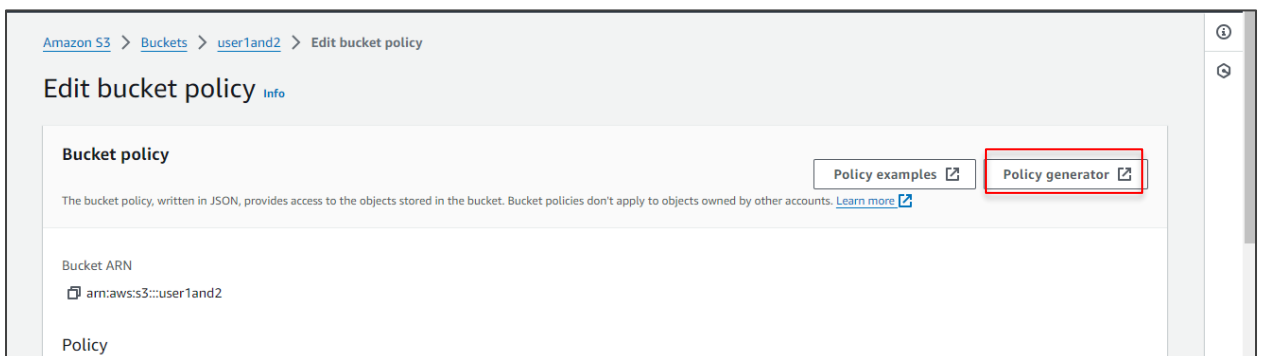 Amazon S3 > Buckets > user1and2 > Edit bucket policy
Edit bucket policy Info
Bucket policy
Policy examples
Policy generator
The bucket policy, written in JSON, provides access to the objects stored in the bucket. Bucket policies don't apply to objects owned by other accounts. Learn more
Bucket ARN
arn:aws:s3:::user1and2
Policy